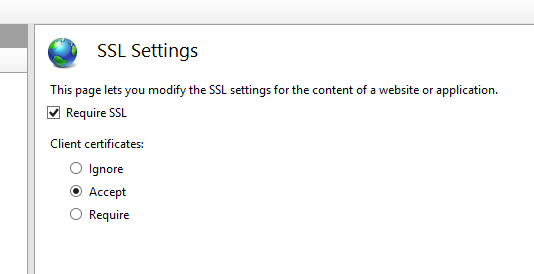 SSL Settings
This page lets you modify the SSL settings for the content of a website or application.
Require SSL
Client certificates:
Ignore
Accept
Require